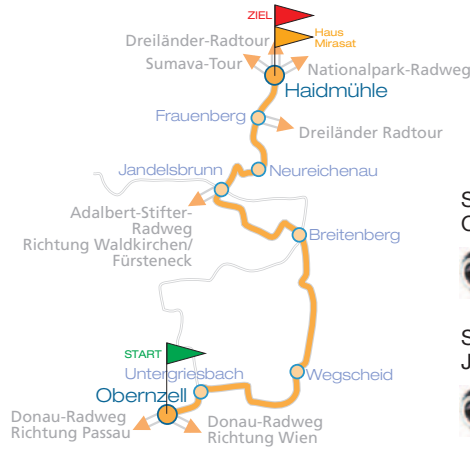 ZIEL
Haus
Mirasat
Dreiländer-Radtour
Sumava-Tour
Nationalpark-Radweg
Haidmühle
Frauenberg
Dreiländer Radtour
Jandelsbrunn
Neureichenau
Adalbert-Stifter-
Radweg
Richtung Waldkirchen/
Fürsteneck
Breitenberg
S
S
J
START
Untergriesbach
Wegscheid
Obernzell
Donau-Radweg
Richtung Passau
Donau-Radweg
Richtung Wien